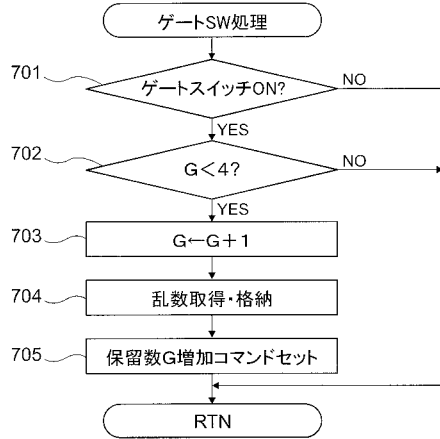 ゲートSW処理
701
ゲートスイッチON?
NO
YES
702
G<4?
NO
YES
703
G←G+1
704
乱数取得・格納
705
保留数G増加コマンドセット
RTN